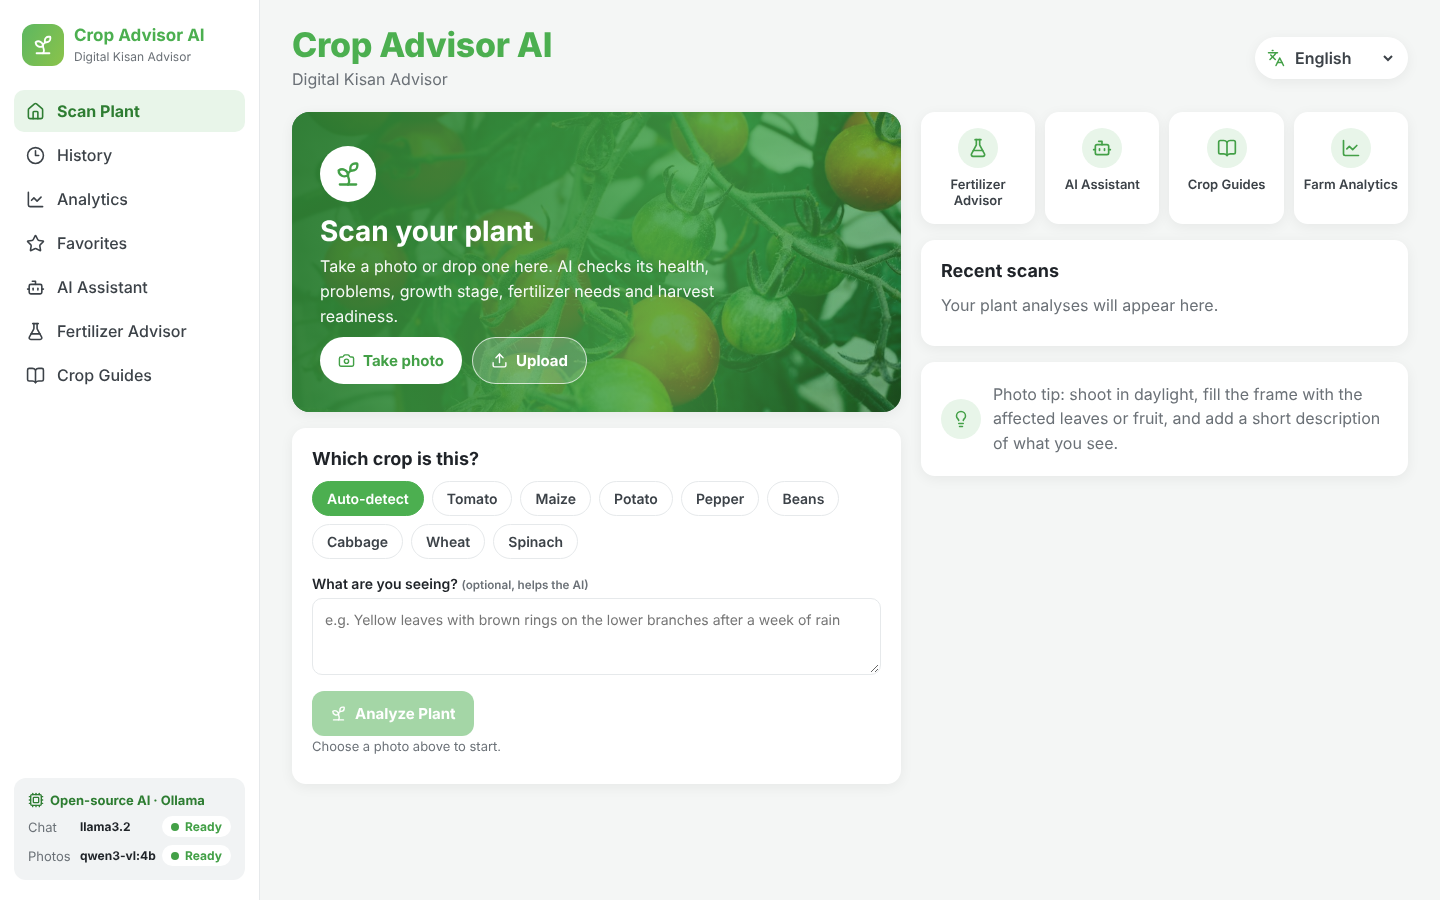 Crop Advisor AI
Digital Kisan Advisor
Scan Plant
History
Analytics
Favorites
AI Assistant
Fertilizer Advisor
Crop Guides
Open-source AI · Ollama
Chat llama3.2 Ready
Photos qwen3-vl:4b Ready
Crop Advisor AI
Digital Kisan Advisor
English
Scan your plant
Take a photo or drop one here. AI checks its health,
problems, growth stage, fertilizer needs and harvest
readiness.
Take photo
Upload
Which crop is this?
Auto-detect Tomato Maize Potato Pepper Beans
Cabbage Wheat Spinach
What are you seeing? (optional, helps the AI)
e.g. Yellow leaves with brown rings on the lower branches after a week of rain
Analyze Plant
Choose a photo above to start.
Fertilizer
Advisor
AI Assistant
Crop Guides
Farm Analytics
Recent scans
Your plant analyses will appear here.
Photo tip: shoot in daylight, fill the frame with the
affected leaves or fruit, and add a short description
of what you see.